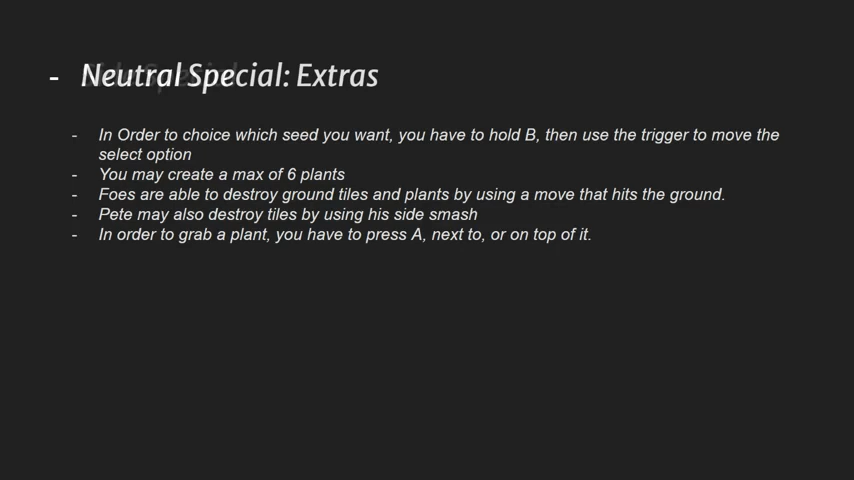 - Neutral Special: Extras
- In Order to choice which seed you want, you have to hold B, then use the trigger to move the
select option
- You may create a max of 6 plants
- Foes are able to destroy ground tiles and plants by using a move that hits the ground.
- Pete may also destroy tiles by using his side smash
- In order to grab a plant, you have to press A, next to, or on top of it.